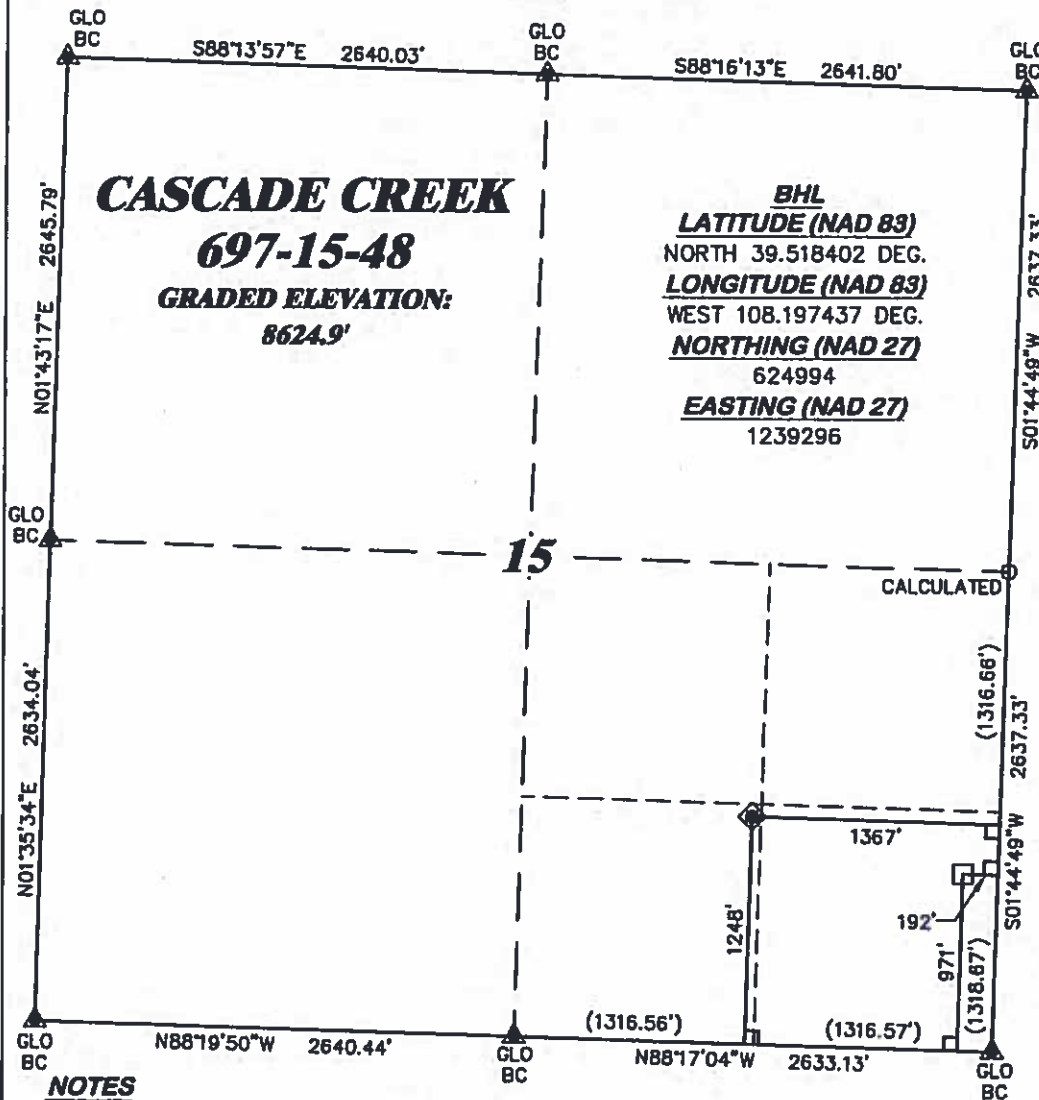 GLO
BC
S88°13'57"E 2640.03'
GLO
BC
S88°16'13"E 2641.80'
GLO
BC
CASCADE CREEK
697-15-48
GRADED ELEVATION:
8624.9'
BHL
LATITUDE (NAD 83)
NORTH 39.518402 DEG.
LONGITUDE (NAD 83)
WEST 108.197437 DEG.
NORTHING (NAD 27)
624994
EASTING (NAD 27)
1239296
N01°43'17"E 2645.79'
S01°44'49"W 2637.33'
GLO
BC
15
CALCULATED
N01°35'34"E 2634.04'
(1316.66')
S01°44'49"W 2637.33'
1367'
192'
1248'
971'
(1318.67')
(1316.56')
(1316.57')
GLO
BC
N88°19'50"W 2640.44'
GLO
BC
N88°17'04"W 2633.13'
GLO
BC
NOTES